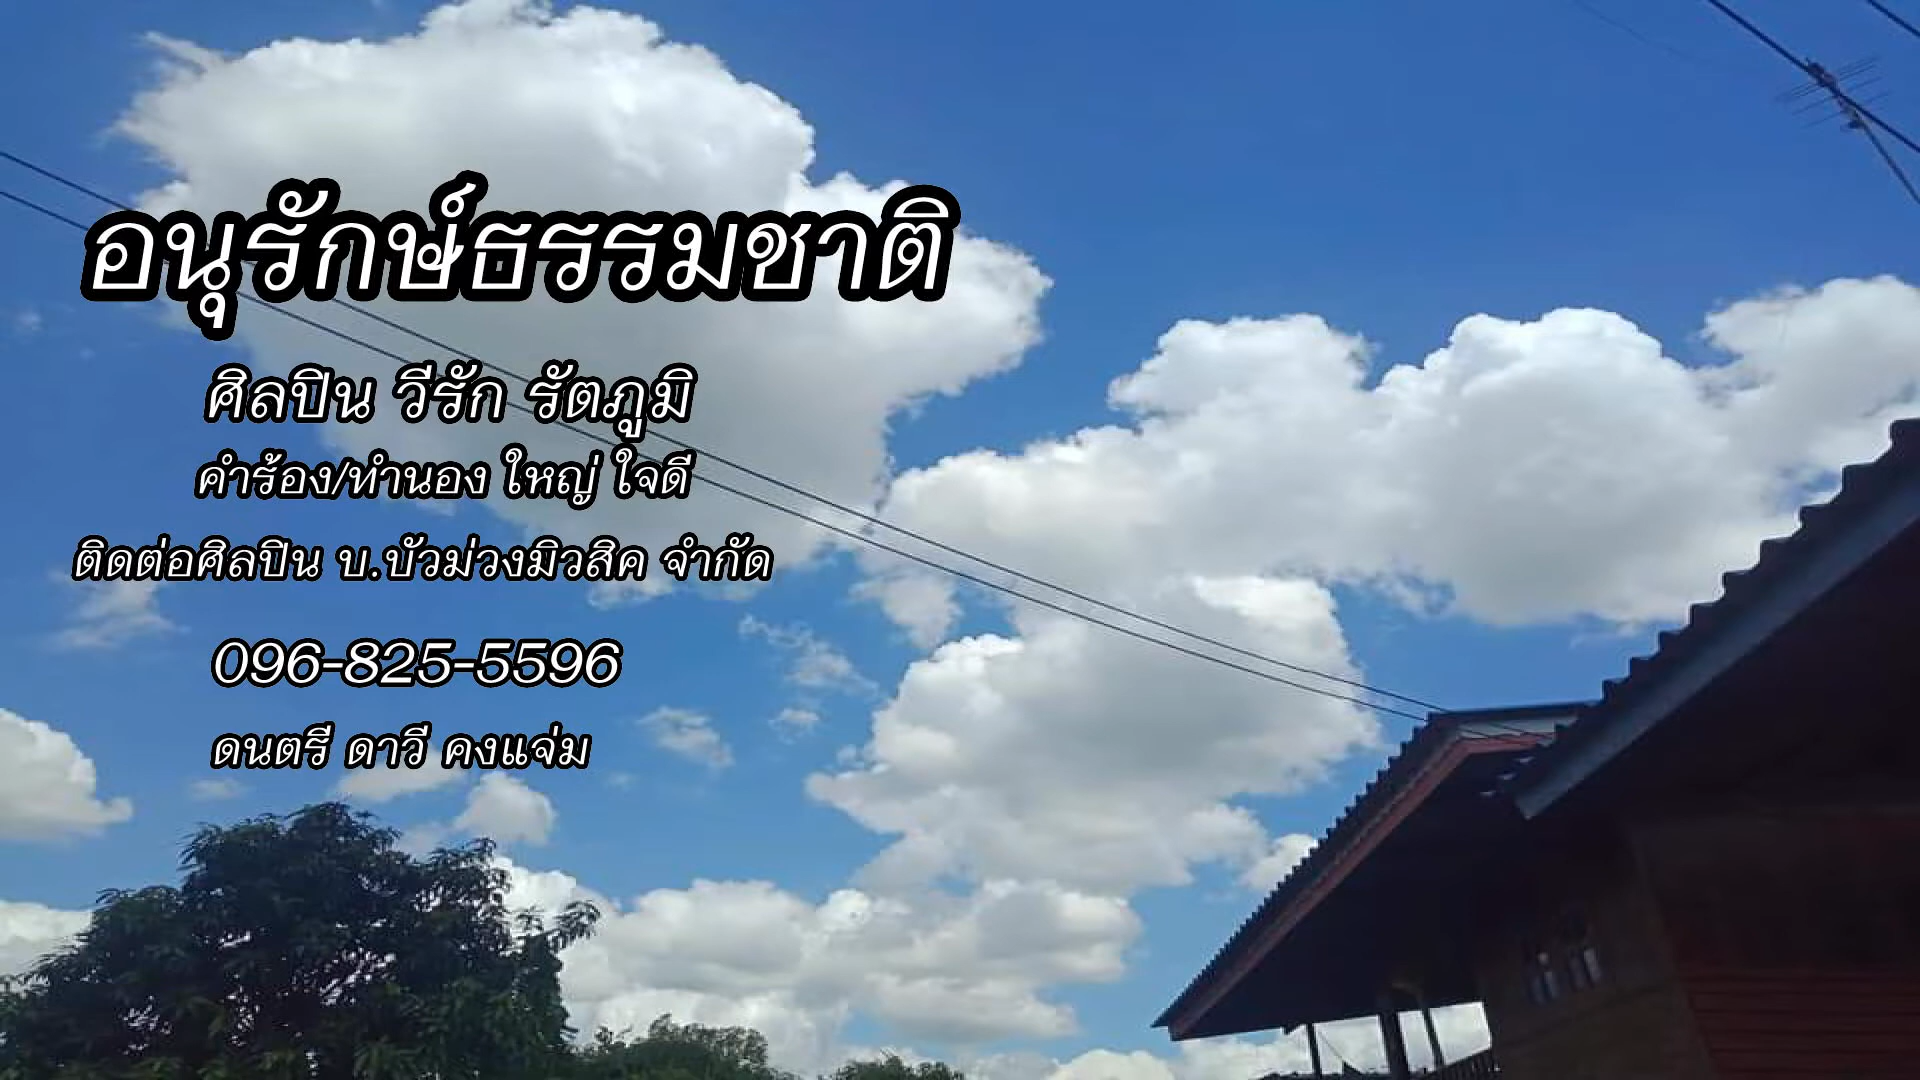 อนุรักษ์ธรรมชาติ
ศิลปิน วีรัก รัตภูมิ
คำร้อง/ทำนอง ใหญ่ ใจดี
ติดต่อศิลปิน บ.บัวม่วงมิวสิค จำกัด
096-825-5596
ดนตรี ดาวี คงแจ่ม